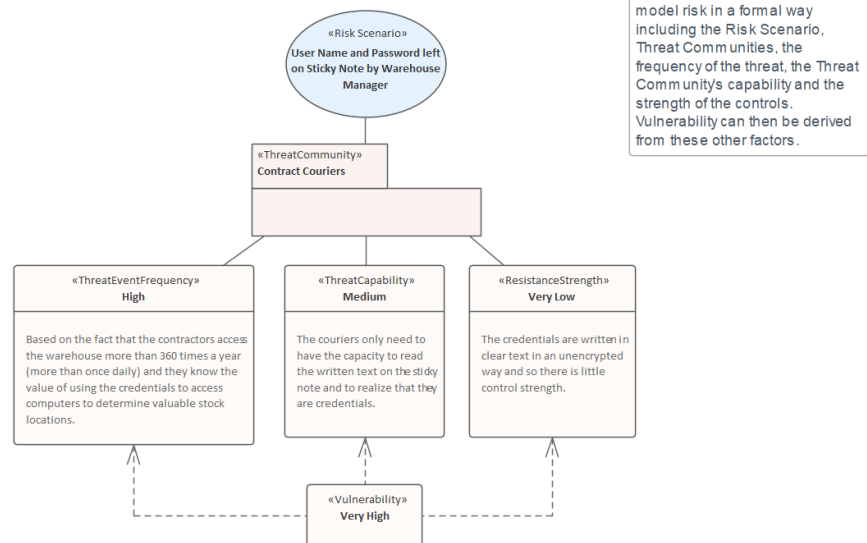 «Risk Scenario»
User Name and Password left
on Sticky Note by Warehouse
Manager
model risk in a formal way
including the Risk Scenario,
Threat Communities, the
frequency of the threat, the Threat
Community's capability and the
strength of the controls.
Vulnerability can then be derived
from these other factors.
«ThreatCommunity»
Contract Couriers
«ThreatEventFrequency»
High
Based on the fact that the contractors access
the warehouse more than 360 times a year
(more than once daily) and they know the
value of using the credentials to access
computers to determine valuable stock
locations.
«ThreatCapability»
Medium
The couriers only need to
have the capacity to read
the written text on the sticky
note and to realize that they
are credentials.
«ResistanceStrength»
Very Low
The credentials are written in
clear text in an unencrypted
way and so there is little
control strength.
«Vulnerability»
Very High